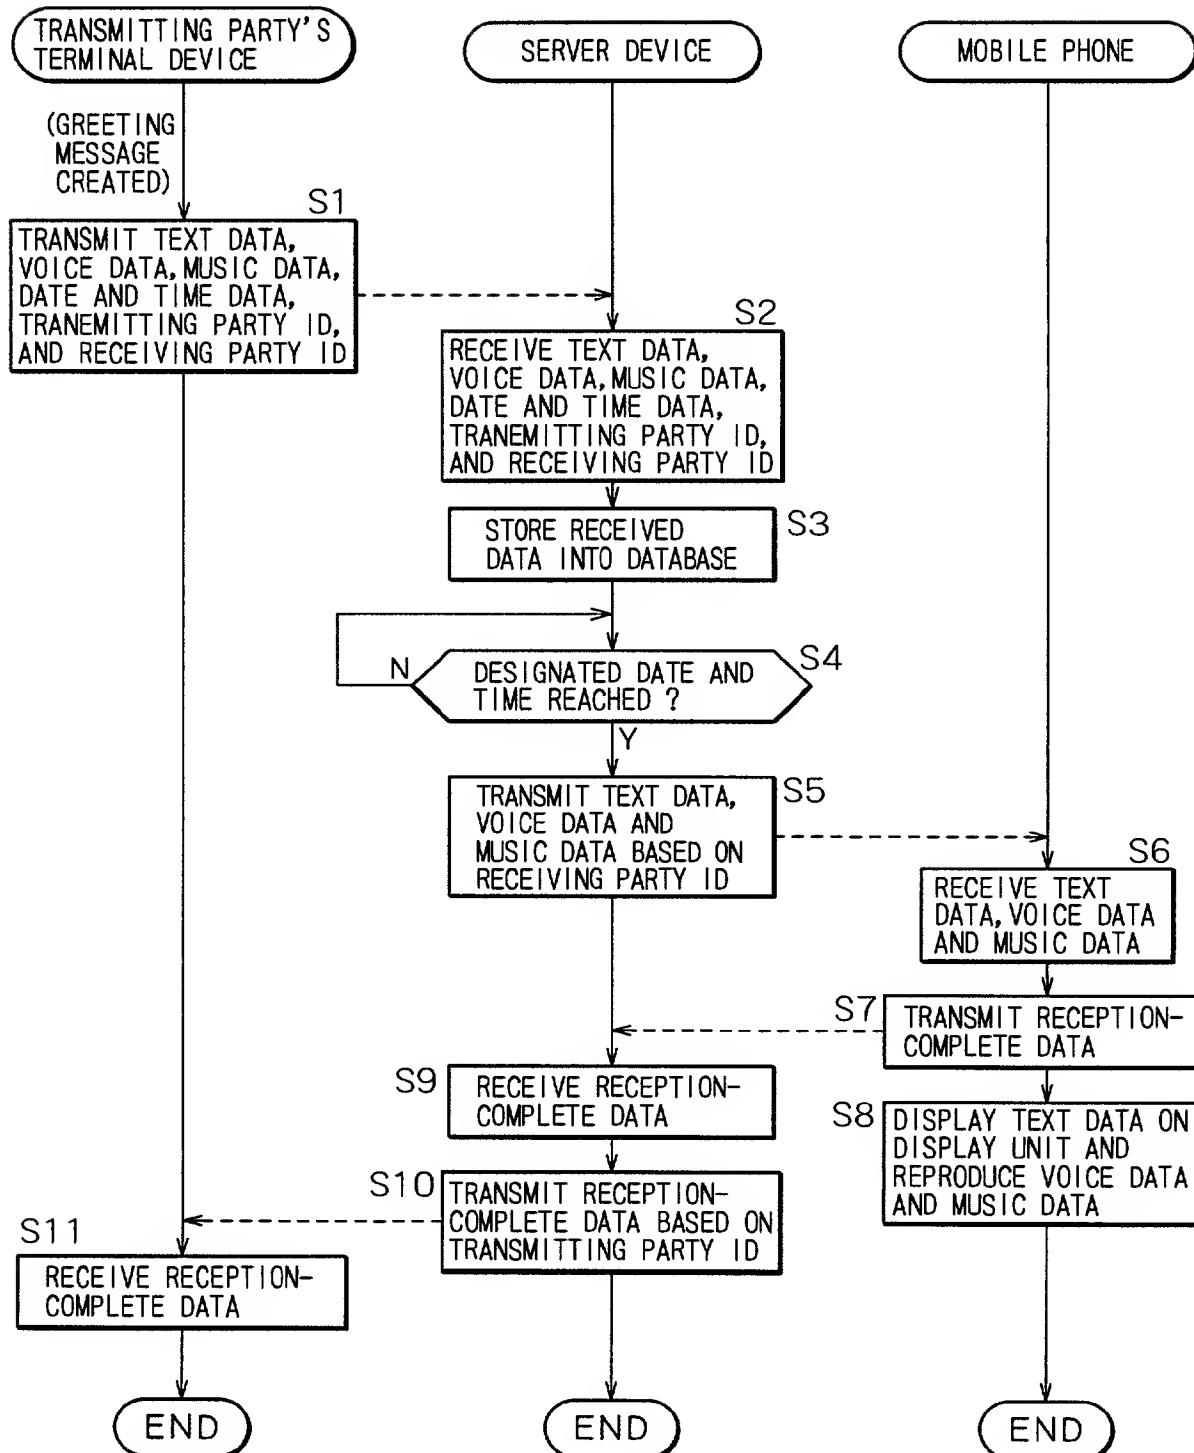 TRANSMITTING PARTY'S
TERMINAL DEVICE
SERVER DEVICE
MOBILE PHONE
(GREETING
MESSAGE
CREATED)
S1
TRANSMIT TEXT DATA,
VOICE DATA, MUSIC DATA,
DATE AND TIME DATA,
TRANEMITTING PARTY ID,
AND RECEIVING PARTY ID
S2
RECEIVE TEXT DATA,
VOICE DATA, MUSIC DATA,
DATE AND TIME DATA,
TRANEMITTING PARTY ID,
AND RECEIVING PARTY ID
S3
STORE RECEIVED
DATA INTO DATABASE
S4
N
DESIGNATED DATE AND
TIME REACHED ?
Y
S5
TRANSMIT TEXT DATA,
VOICE DATA AND
MUSIC DATA BASED ON
RECEIVING PARTY ID
S6
RECEIVE TEXT
DATA, VOICE DATA
AND MUSIC DATA
S7
TRANSMIT RECEPTION-
COMPLETE DATA
S9
RECEIVE RECEPTION-
COMPLETE DATA
S8
DISPLAY TEXT DATA ON
DISPLAY UNIT AND
REPRODUCE VOICE DATA
AND MUSIC DATA
S10
TRANSMIT RECEPTION-
COMPLETE DATA BASED ON
TRANSMITTING PARTY ID
S11
RECEIVE RECEPTION-
COMPLETE DATA
END
END
END